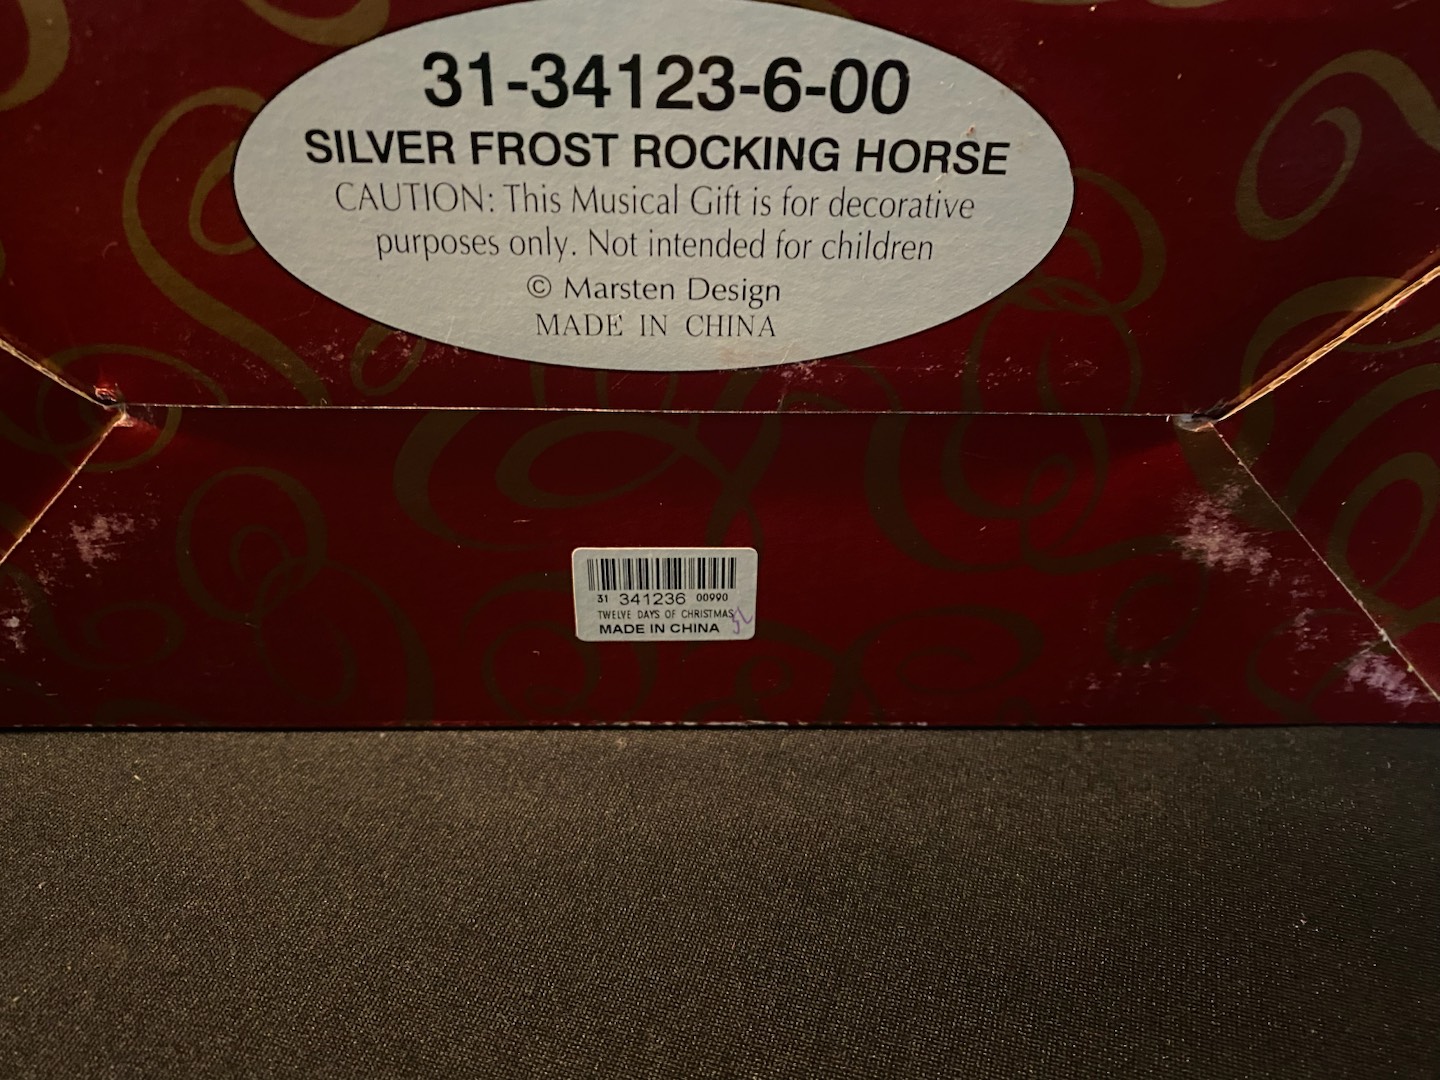 31-34123-6-00
SILVER FROST ROCKING HORSE
CAUTION: This Musical Gift is for decorative
purposes only. Not intended for children
© Marsten Design
MADE IN CHINA
31 341236 00990
TWELVE DAYS OF CHRISTMAS
MADE IN CHINA